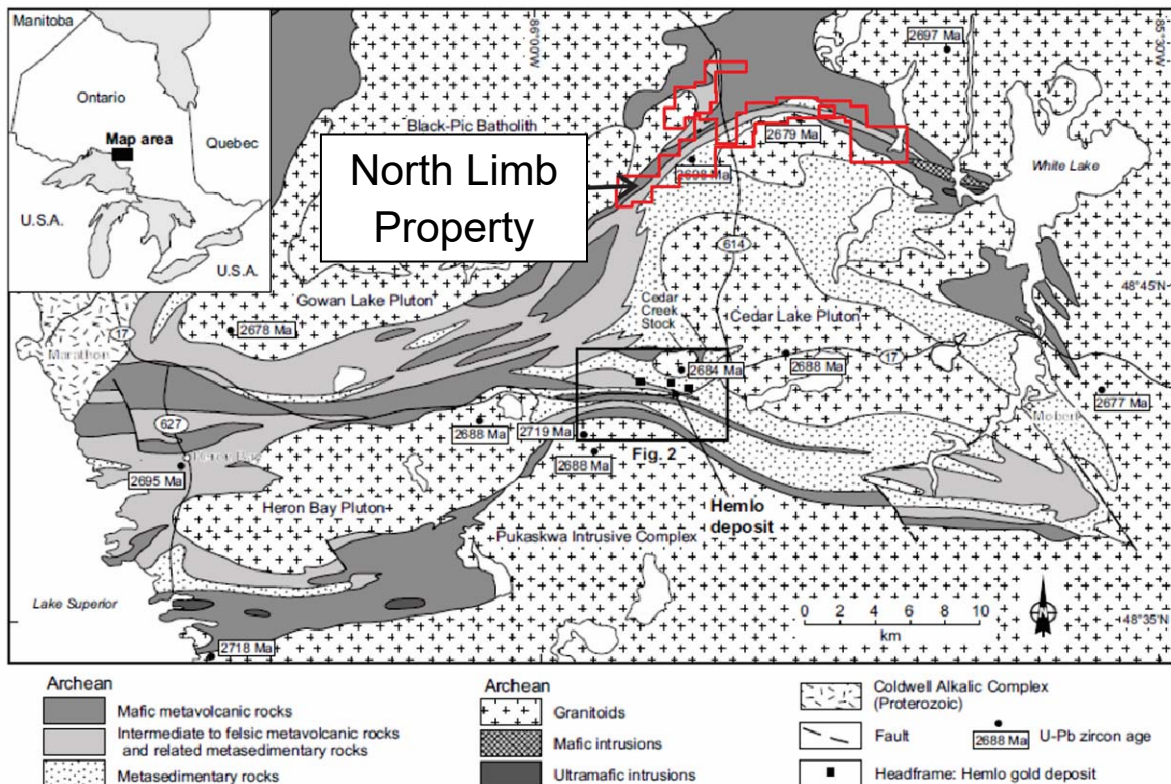 Manitoba
Ontario
Map area
Quebec
U.S.A.
U.S.A.
86°00'W
85°30'W
2697 Ma
Black-Pic Batholith
2679 Ma
North Limb
Property
2698 Ma
White Lake
614
48°45'N
Gowan Lake Pluton
Cedar
Creek
Stock
Cedar Lake Pluton
17
2678 Ma
Marathon
17
2684 Ma
2688 Ma
2677 Ma
Mobert
627
2688 Ma
2719 Ma
Fig. 2
2688 Ma
Heron Bay
2695 Ma
Hemlo
deposit
Heron Bay Pluton
Pukaskwa Intrusive Complex
Lake Superior
N
0 2 4 6 8 10
km
48°35'N
2718 Ma
Archean
Mafic metavolcanic rocks
Intermediate to felsic metavolcanic rocks
and related metasedimentary rocks
Metasedimentary rocks
Archean
Granitoids
Mafic intrusions
Ultramafic intrusions
Coldwell Alkalic Complex
(Proterozoic)
Fault
2688 Ma U-Pb zircon age
Headframe: Hemlo gold deposit